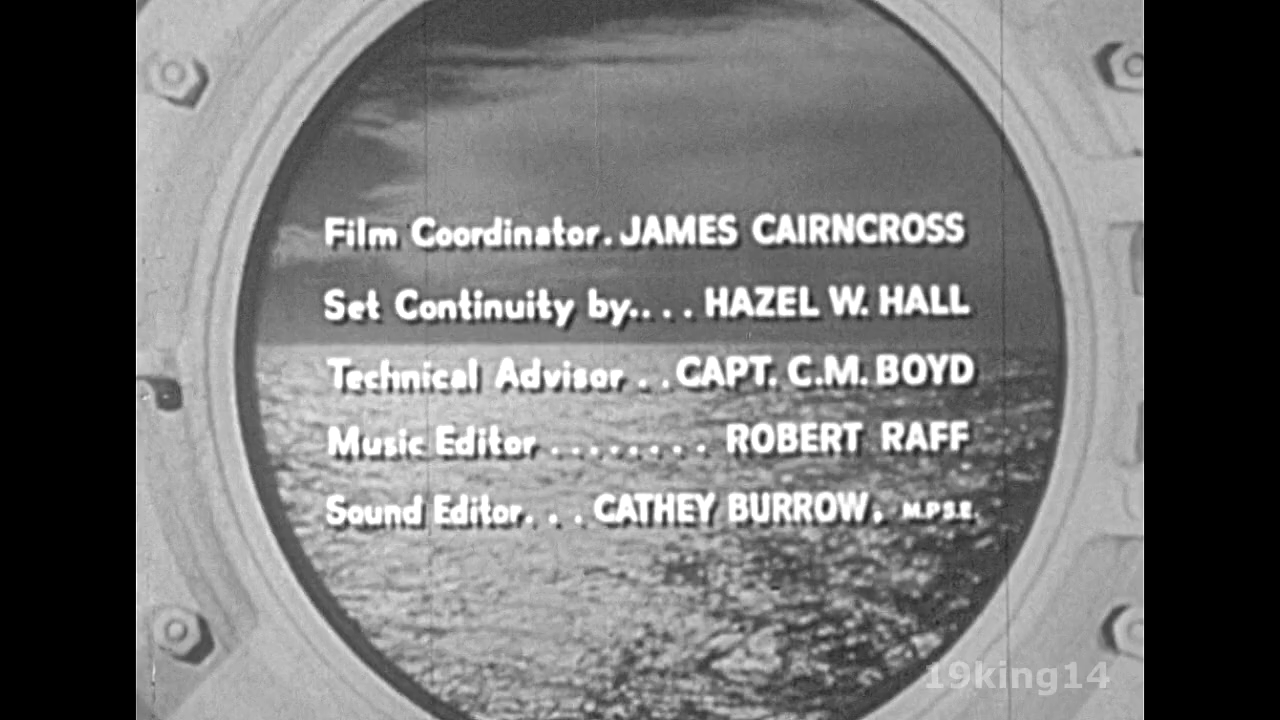 Film Coordinator. JAMES CAIRNCROSS
Set Continuity by.... HAZEL W. HALL
Technical Advisor . . CAPT. C.M. BOYD
Music Editor ........ ROBERT RAFF
Sound Editor. . . CATHEY BURROW, M.P.S.E.
19king14